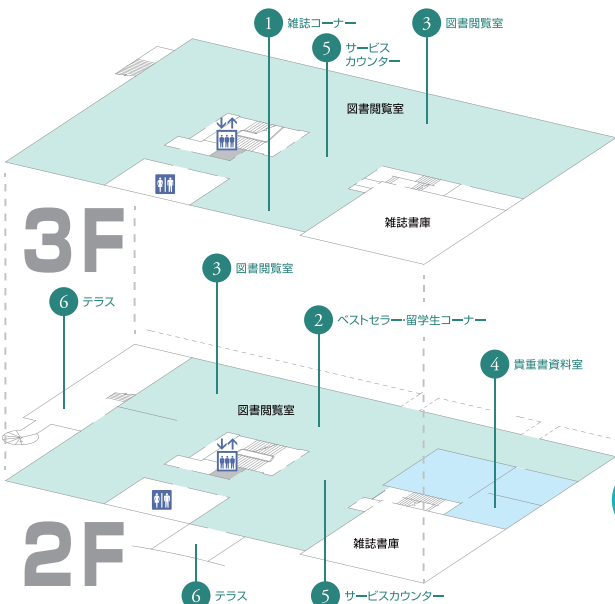 1 雑誌コーナー
3 図書閲覧室
5 サービス
カウンター
図書閲覧室
雑誌書庫
3F
3 図書閲覧室
6 テラス
2 ベストセラー・留学生コーナー
4 貴重書資料室
図書閲覧室
雑誌書庫
2F
6 テラス
5 サービスカウンター